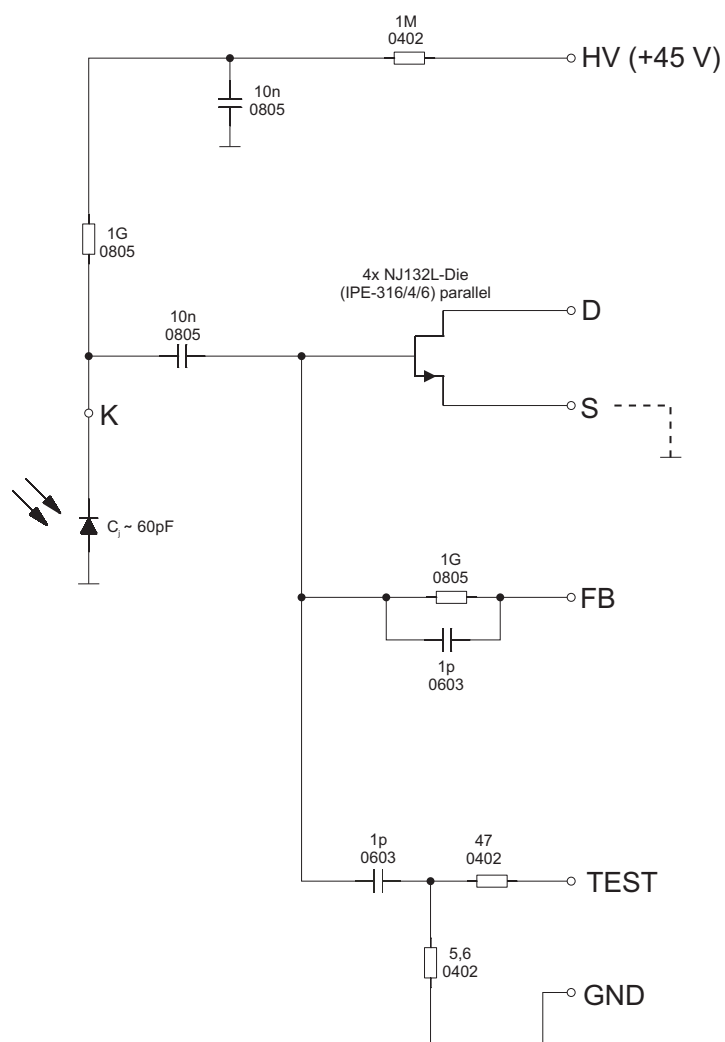 1M
0402
HV (+45 V)
10n
0805
1G
0805
4x NJ132L-Die
(IPE-316/4/6) parallel
D
10n
0805
S
K
Cj ~ 60pF
1G
0805
FB
1p
0603
1p
0603
47
0402
TEST
5,6
0402
GND